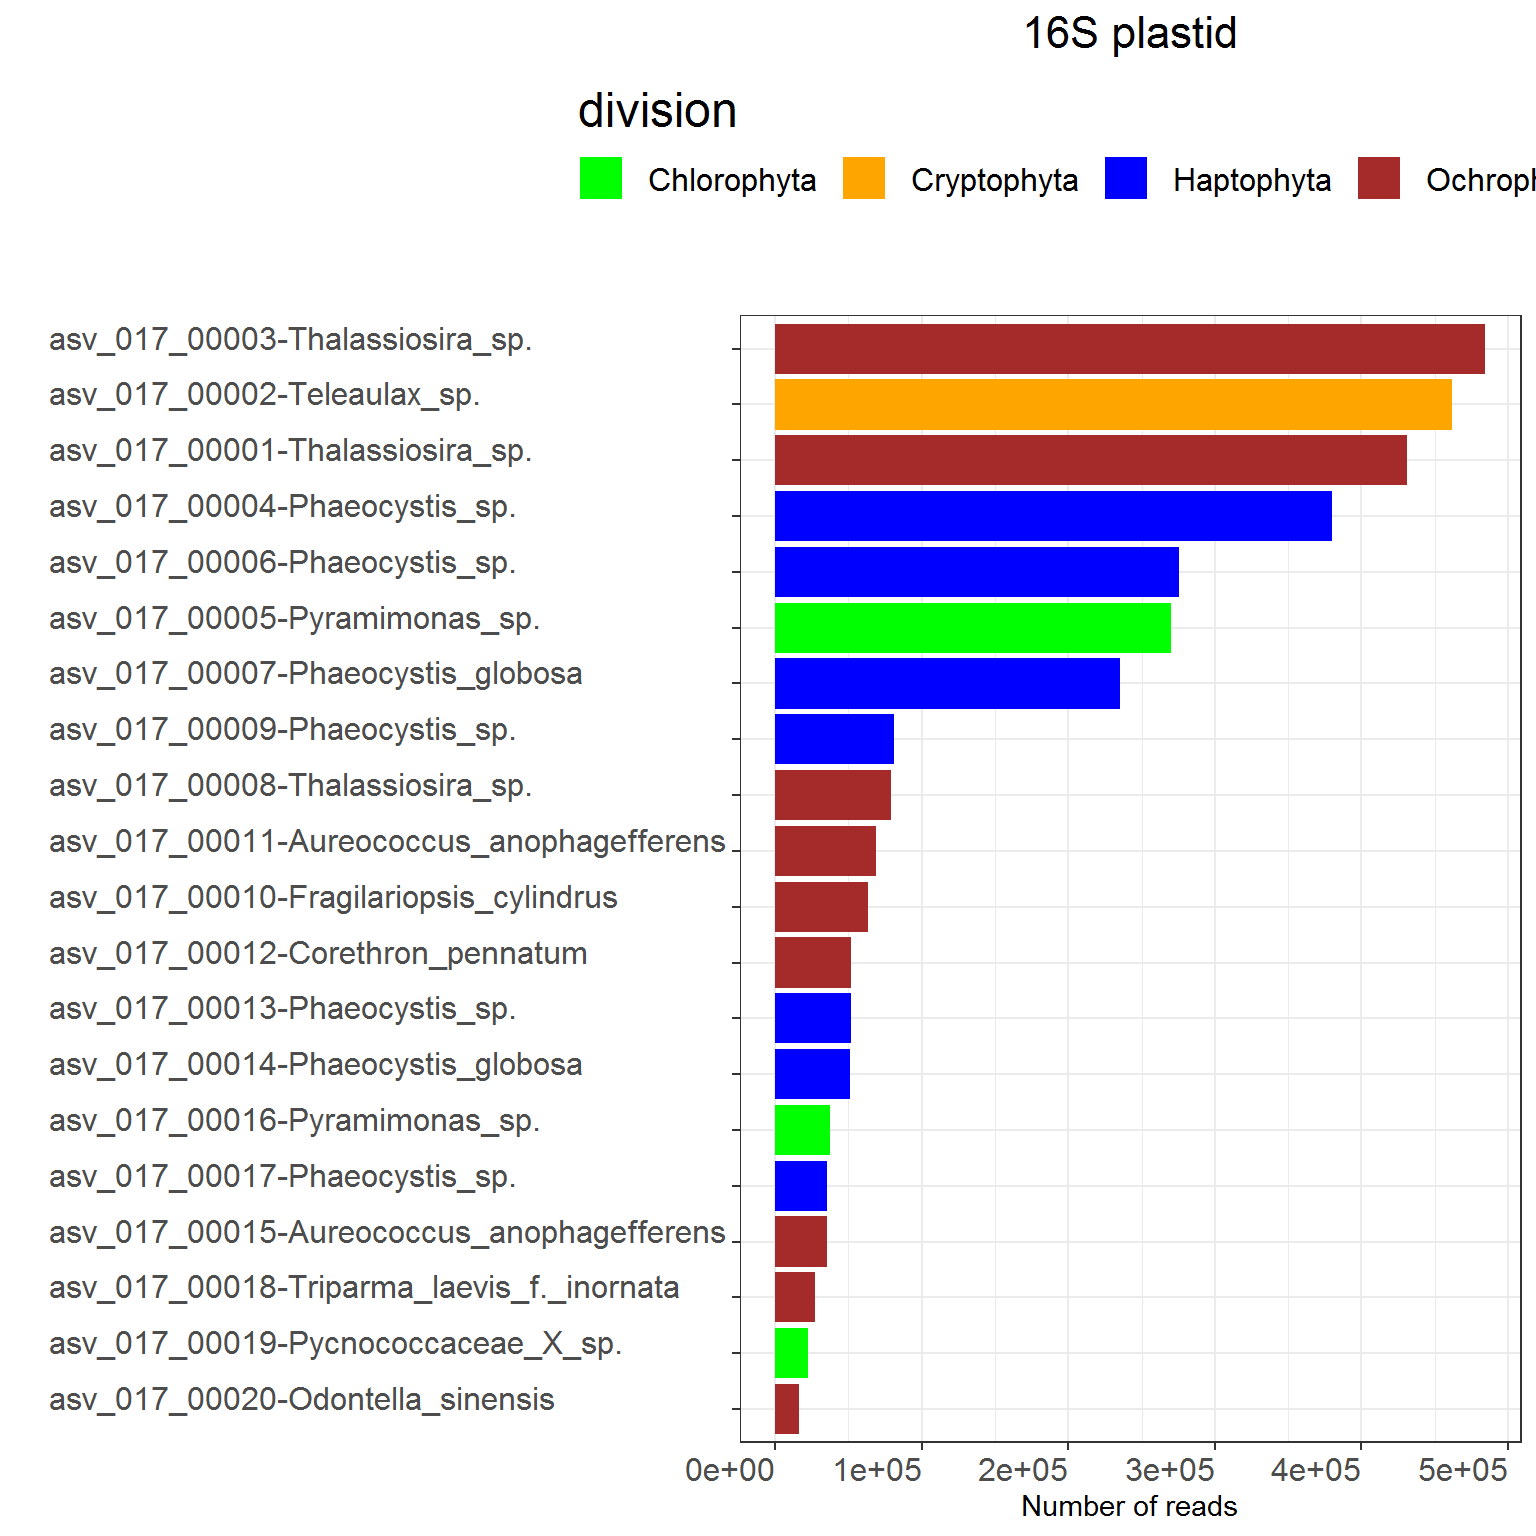 16S plastid
division
Chlorophyta Cryptophyta Haptophyta Ochroph
asv_017_00003-Thalassiosira_sp.
asv_017_00002-Teleaulax_sp.
asv_017_00001-Thalassiosira_sp.
asv_017_00004-Phaeocystis_sp.
asv_017_00006-Phaeocystis_sp.
asv_017_00005-Pyramimonas_sp.
asv_017_00007-Phaeocystis_globosa
asv_017_00009-Phaeocystis_sp.
asv_017_00008-Thalassiosira_sp.
asv_017_00011-Aureococcus_anophagefferens
asv_017_00010-Fragilariopsis_cylindrus
asv_017_00012-Corethron_pennatum
asv_017_00013-Phaeocystis_sp.
asv_017_00014-Phaeocystis_globosa
asv_017_00016-Pyramimonas_sp.
asv_017_00017-Phaeocystis_sp.
asv_017_00015-Aureococcus_anophagefferens
asv_017_00018-Triparma_laevis_f._inornata
asv_017_00019-Pycnococcaceae_X_sp.
asv_017_00020-Odontella_sinensis
0e+00 1e+05 2e+05 3e+05 4e+05 5e+05
Number of reads